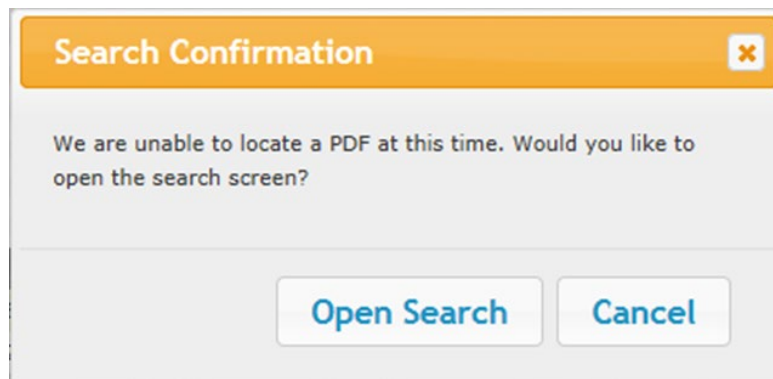 Search Confirmation
We are unable to locate a PDF at this time. Would you like to
open the search screen?
Open Search Cancel